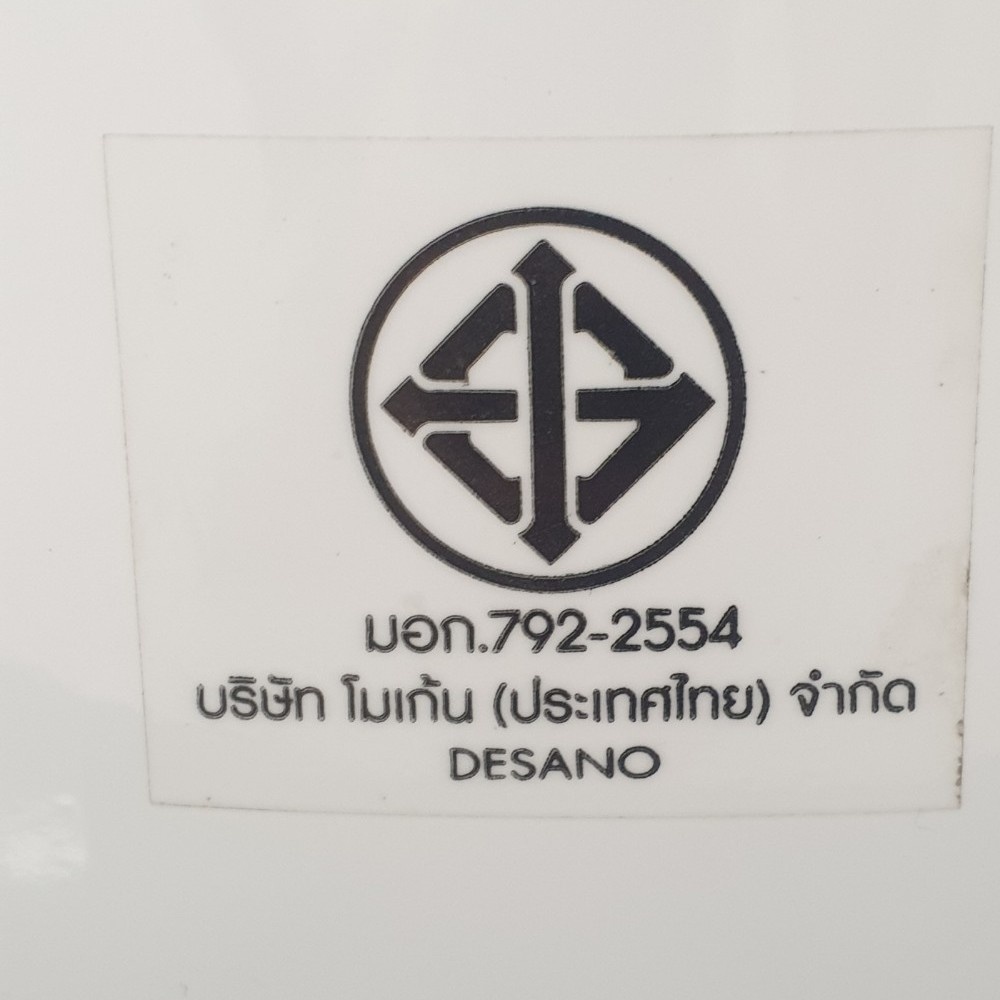 มอก.792-2554
บริษัท โมเก้น (ประเทศไทย) จำกัด
DESANO